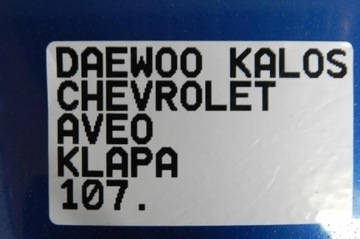 DAEWOO KALOS
CHEVROLET
AVEO
KLAPA
107.